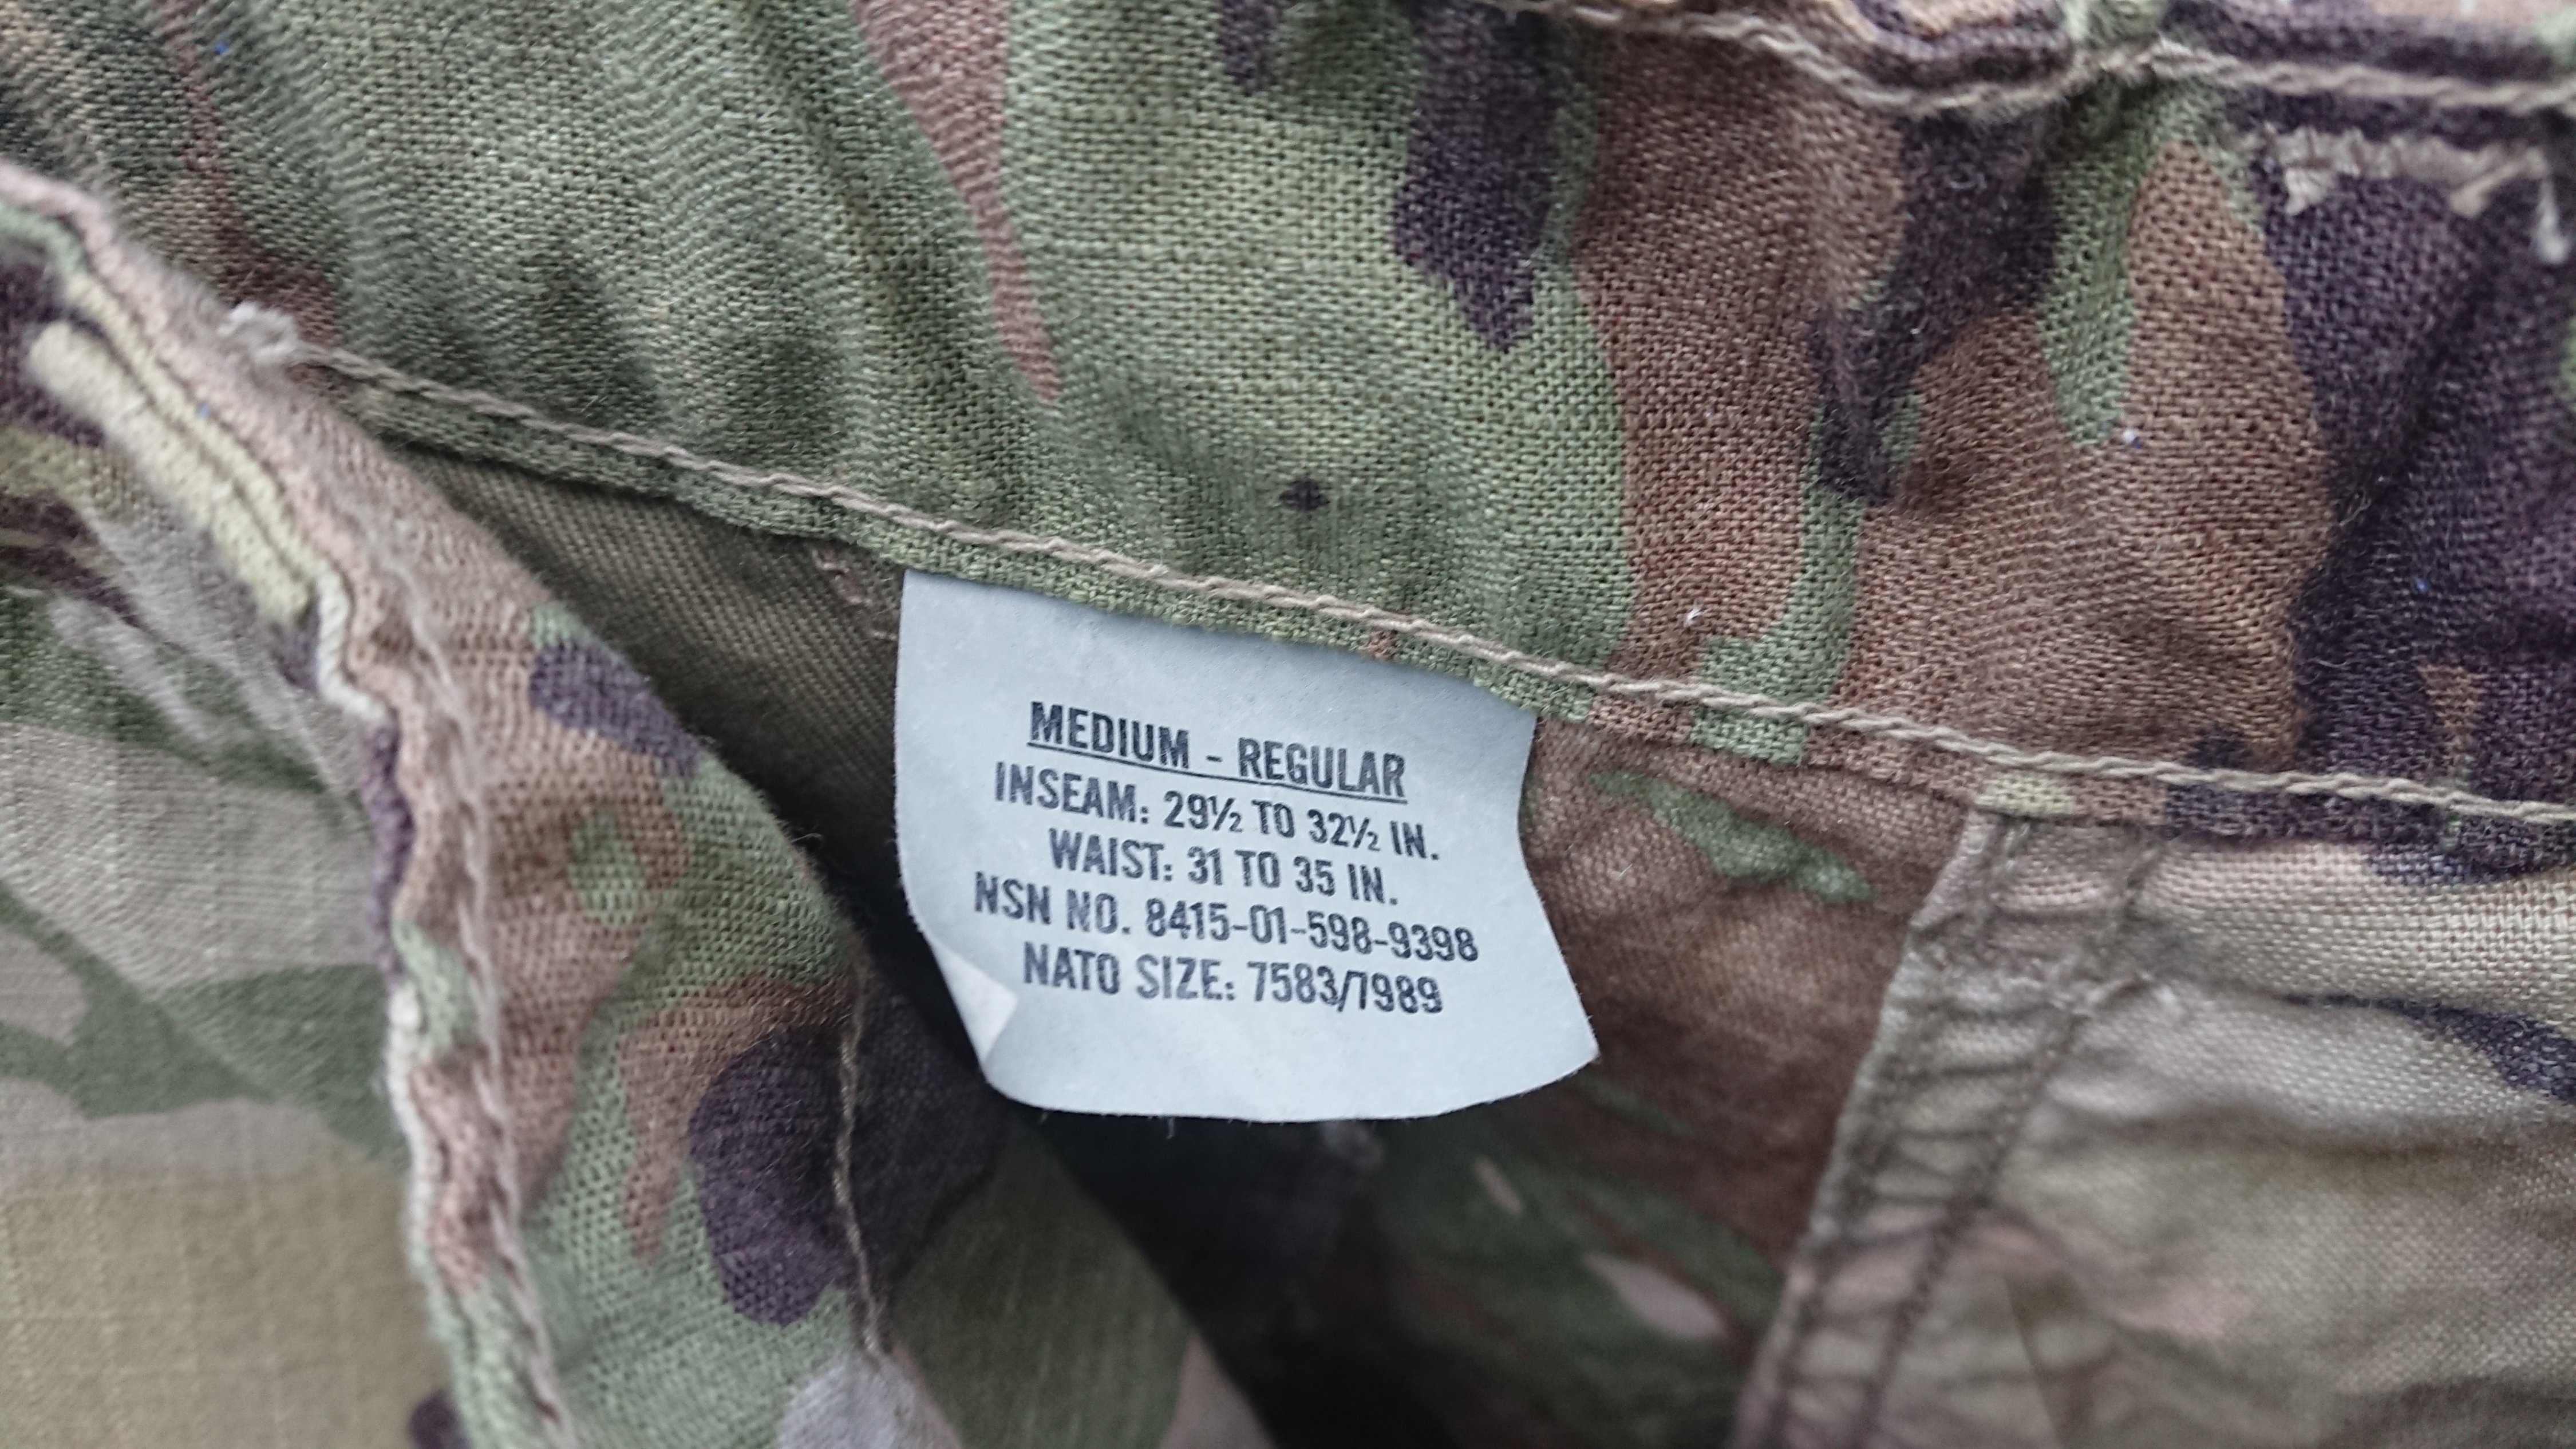 MEDIUM - REGULAR
INSEAM: 29½ TO 32½ IN.
WAIST: 31 TO 35 IN.
NSN NO. 8415-01-598-9398
NATO SIZE: 7583/7989